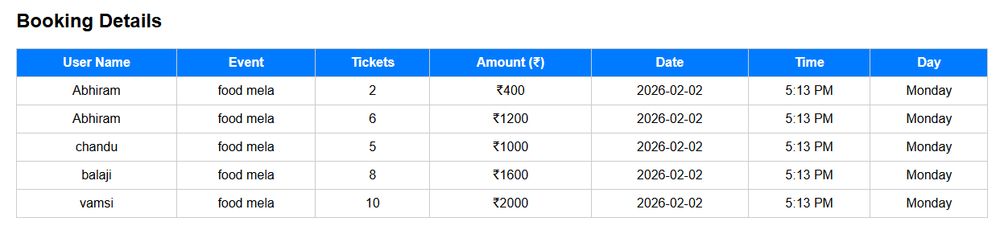 Booking Details
User Name Event Tickets Amount (₹) Date Time Day
Abhiram food mela 2 ₹400 2026-02-02 5:13 PM Monday
Abhiram food mela 6 ₹1200 2026-02-02 5:13 PM Monday
chandu food mela 5 ₹1000 2026-02-02 5:13 PM Monday
balaji food mela 8 ₹1600 2026-02-02 5:13 PM Monday
vamsi food mela 10 ₹2000 2026-02-02 5:13 PM Monday